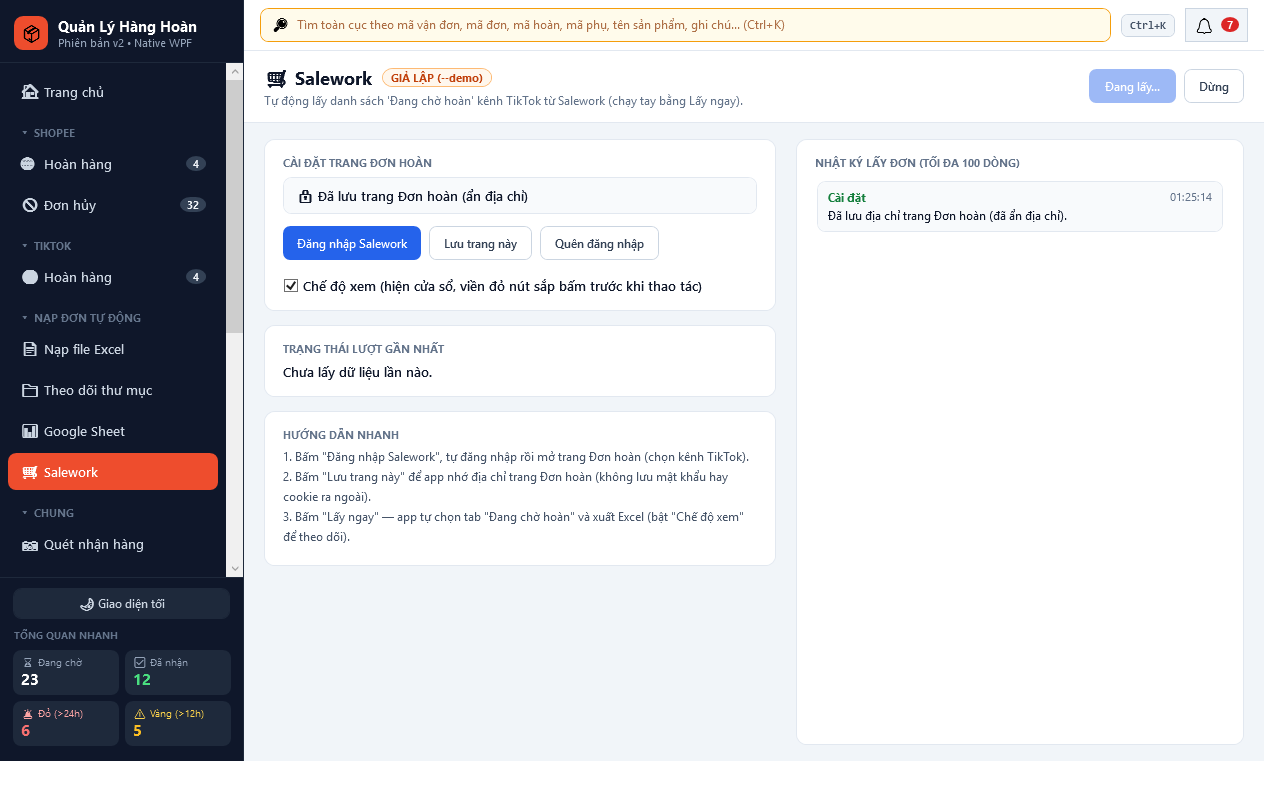 Quản Lý Hàng Hoàn
Phiên bản v2 • Native WPF
Trang chủ
SHOPEE
Hoàn hàng 4
Đơn hủy 32
TIKTOK
Hoàn hàng 4
NẠP ĐƠN TỰ ĐỘNG
Nạp file Excel
Theo dõi thư mục
Google Sheet
Salework
CHUNG
Quét nhận hàng
Giao diện tối
TỔNG QUAN NHANH
Đang chờ
23
Đã nhận
12
Đỏ (>24h)
6
Vàng (>12h)
5
Tìm toàn cục theo mã vận đơn, mã đơn, mã hoàn, mã phụ, tên sản phẩm, ghi chú... (Ctrl+K)
Ctrl+K
7
Salework GIẢ LẬP (--demo)
Tự động lấy danh sách 'Đang chờ hoàn' kênh TikTok từ Salework (chạy tay bằng Lấy ngay).
Đang lấy...
Dừng
CÀI ĐẶT TRANG ĐƠN HOÀN
Đã lưu trang Đơn hoàn (ẩn địa chỉ)
Đăng nhập Salework
Lưu trang này
Quên đăng nhập
Chế độ xem (hiện cửa sổ, viền đỏ nút sắp bấm trước khi thao tác)
TRẠNG THÁI LƯỢT GẦN NHẤT
Chưa lấy dữ liệu lần nào.
HƯỚNG DẪN NHANH
1. Bấm "Đăng nhập Salework", tự đăng nhập rồi mở trang Đơn hoàn (chọn kênh TikTok).
2. Bấm "Lưu trang này" để app nhớ địa chỉ trang Đơn hoàn (không lưu mật khẩu hay
cookie ra ngoài).
3. Bấm "Lấy ngay" — app tự chọn tab "Đang chờ hoàn" và xuất Excel (bật "Chế độ xem"
để theo dõi).
NHẬT KÝ LẤY ĐƠN (TỐI ĐA 100 DÒNG)
Cài đặt 01:25:14
Đã lưu địa chỉ trang Đơn hoàn (đã ẩn địa chỉ).